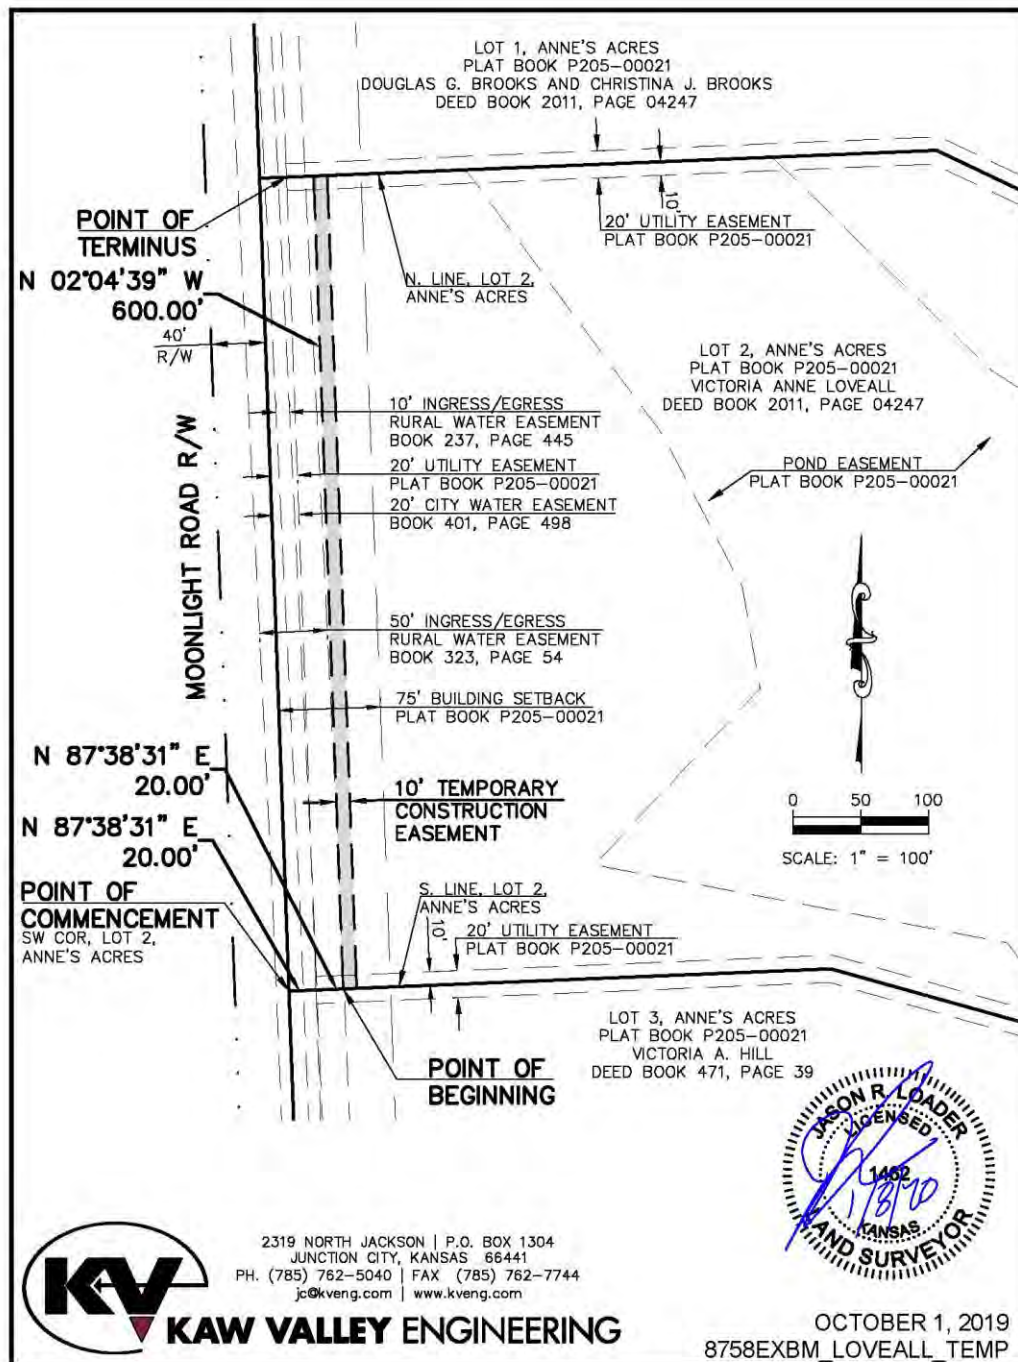 LOT 1, ANNE'S ACRES
PLAT BOOK P205-00021
DOUGLAS G. BROOKS AND CHRISTINA J. BROOKS
DEED BOOK 2011, PAGE 04247
POINT OF
TERMINUS
10'
20' UTILITY EASEMENT
PLAT BOOK P205-00021
N 02°04'39" W
600.00'
N. LINE, LOT 2,
ANNE'S ACRES
40'
R/W
LOT 2, ANNE'S ACRES
PLAT BOOK P205-00021
VICTORIA ANNE LOVEALL
DEED BOOK 2011, PAGE 04247
10' INGRESS/EGRESS
RURAL WATER EASEMENT
BOOK 237, PAGE 445
20' UTILITY EASEMENT
PLAT BOOK P205-00021
POND EASEMENT
PLAT BOOK P205-00021
20' CITY WATER EASEMENT
BOOK 401, PAGE 498
MOONLIGHT ROAD R/W
50' INGRESS/EGRESS
RURAL WATER EASEMENT
BOOK 323, PAGE 54
75' BUILDING SETBACK
PLAT BOOK P205-00021
N 87°38'31" E
20.00'
10' TEMPORARY
CONSTRUCTION
EASEMENT
0 50 100
SCALE: 1" = 100'
N 87°38'31" E
20.00'
POINT OF
COMMENCEMENT
SW COR, LOT 2,
ANNE'S ACRES
S. LINE, LOT 2,
ANNE'S ACRES
10'
20' UTILITY EASEMENT
PLAT BOOK P205-00021
LOT 3, ANNE'S ACRES
PLAT BOOK P205-00021
VICTORIA A. HILL
DEED BOOK 471, PAGE 39
POINT OF
BEGINNING
JASON R. LOADER
LICENSED
1462
1/8/20
KANSAS
LAND SURVEYOR
2319 NORTH JACKSON | P.O. BOX 1304
JUNCTION CITY, KANSAS 66441
PH. (785) 762-5040 | FAX (785) 762-7744
jc@kveng.com | www.kveng.com
KV
KAW VALLEY ENGINEERING
OCTOBER 1, 2019
8758EXBM_LOVEALL_TEMP